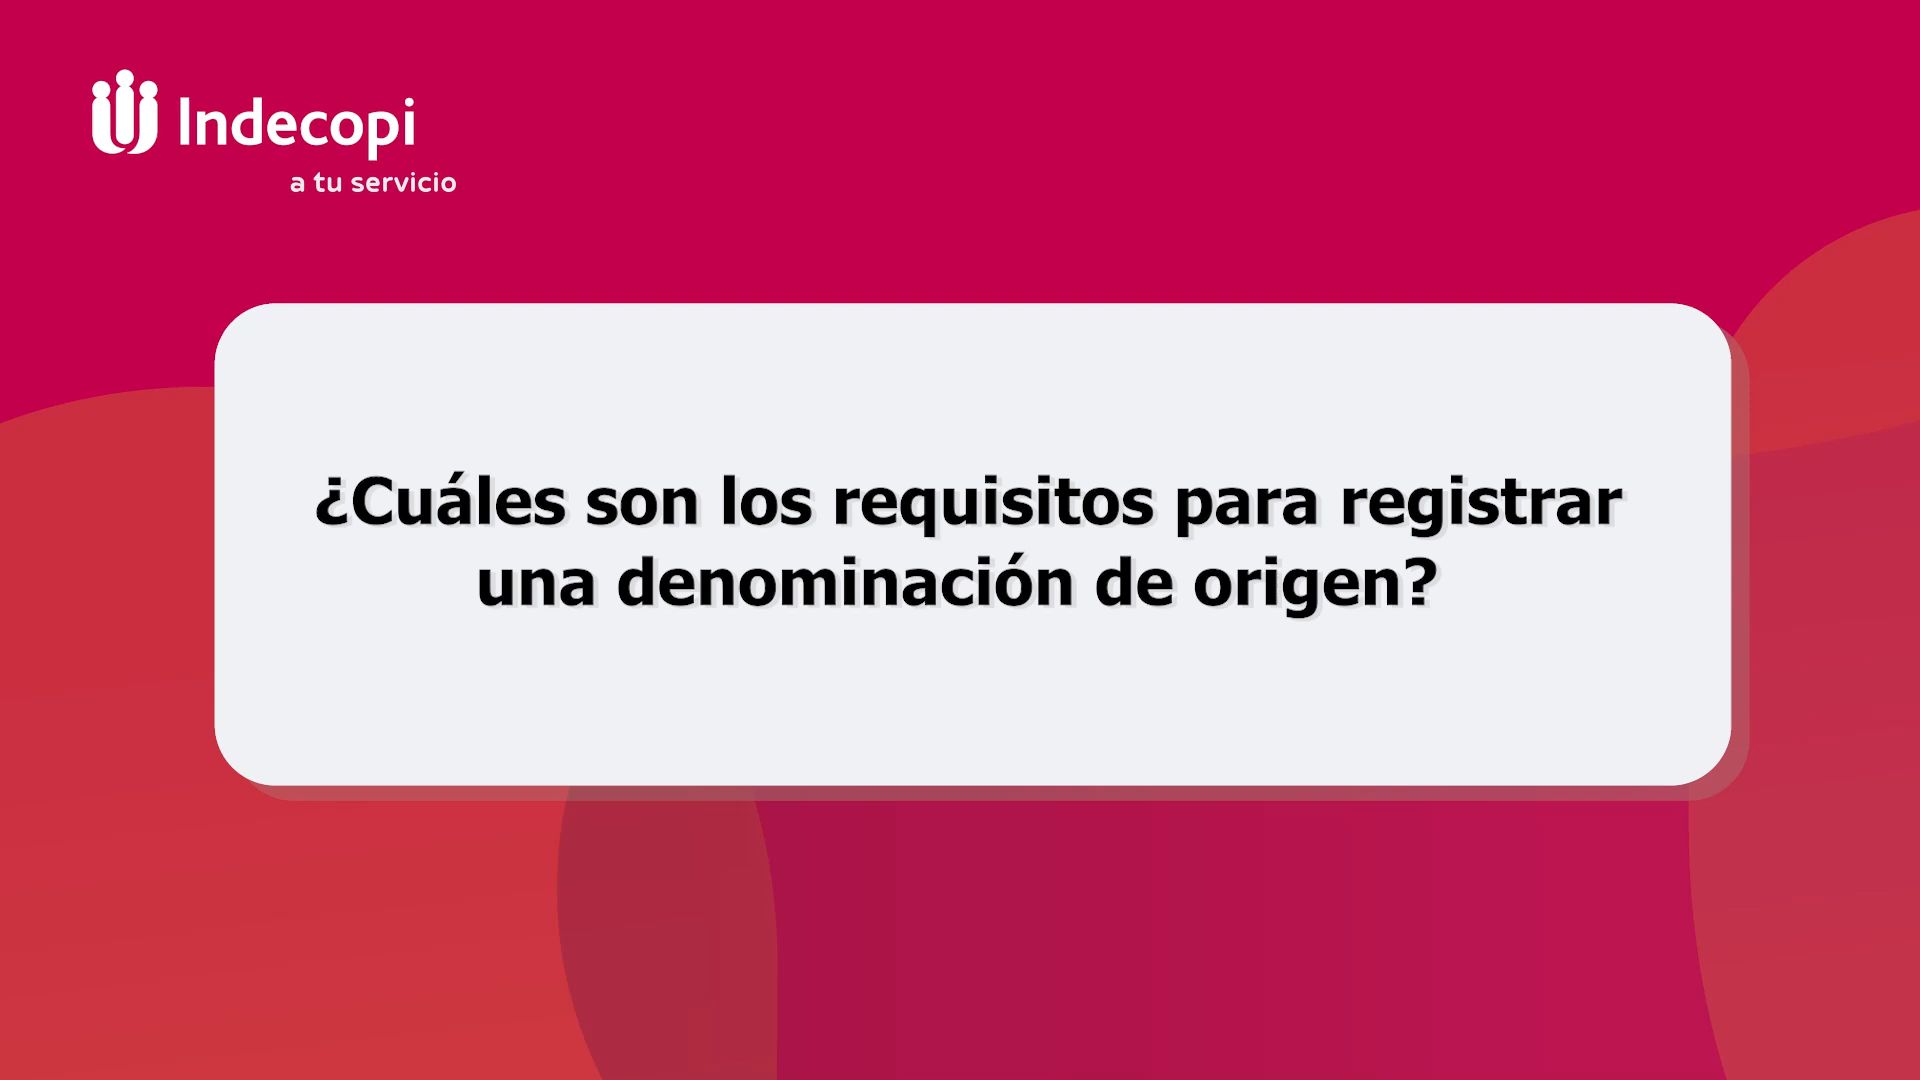 Indecopi
a tu servicio
¿Cuáles son los requisitos para registrar
una denominación de origen?